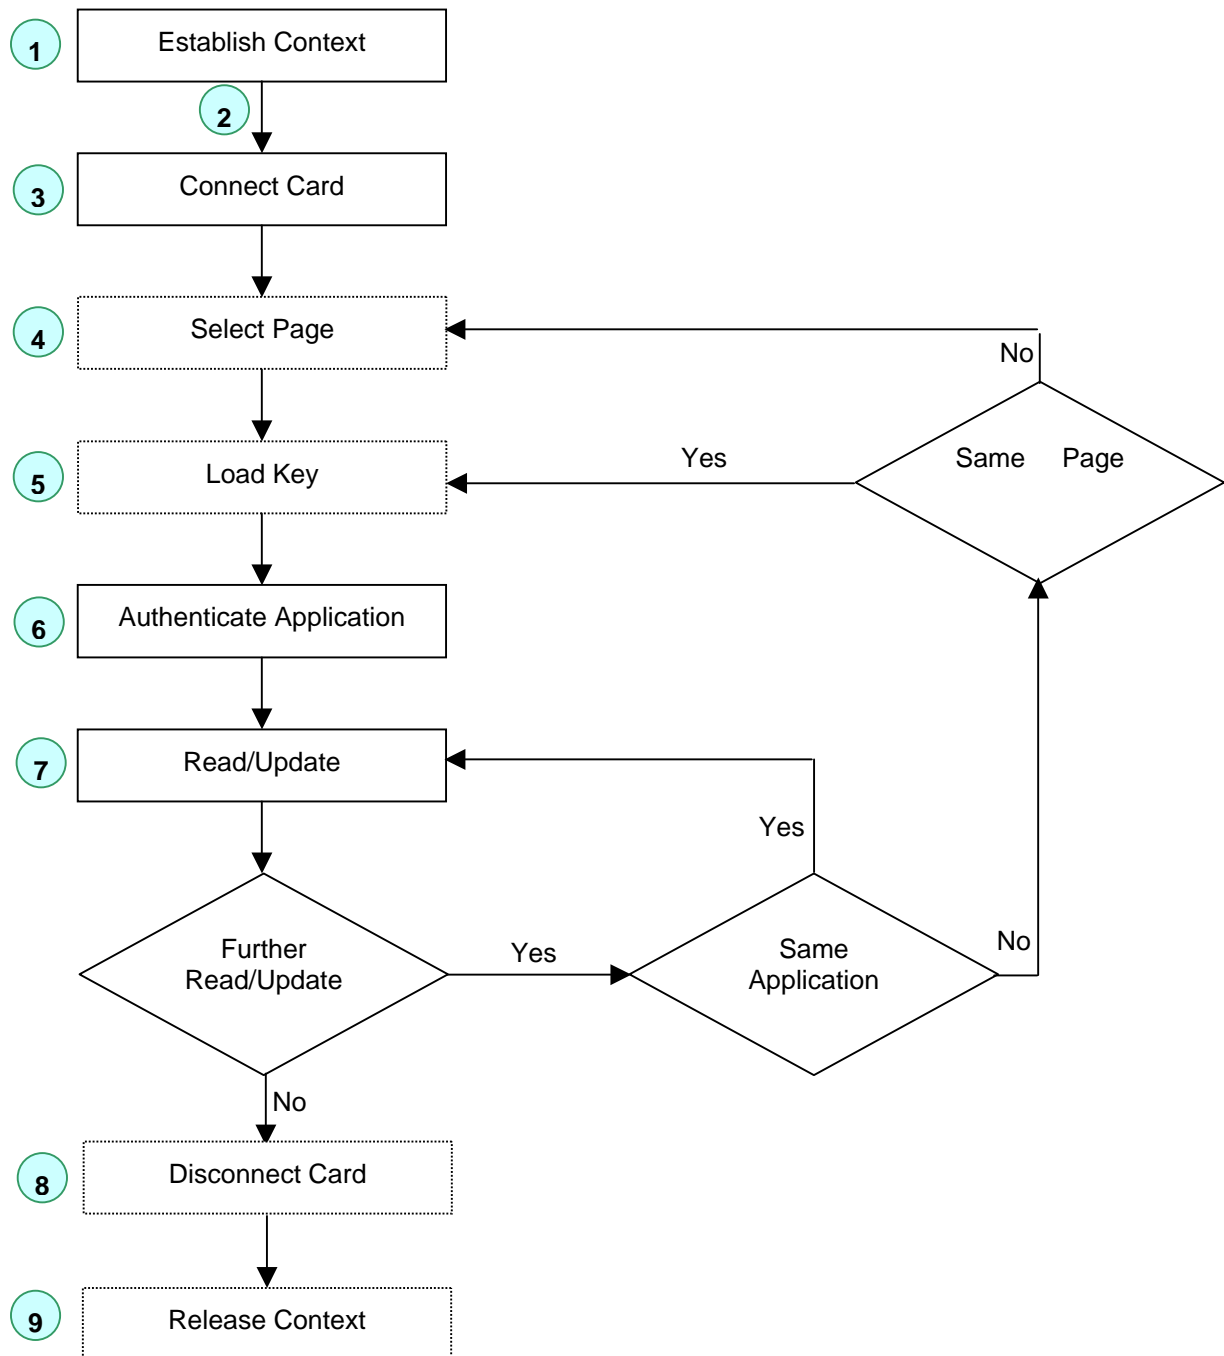 1
Establish Context
2
3
Connect Card
4
Select Page
No
5
Load Key
Yes
Same Page
6
Authenticate Application
7
Read/Update
Yes
Further
Read/Update
Yes
Same
Application
No
No
8
Disconnect Card
9
Release Context